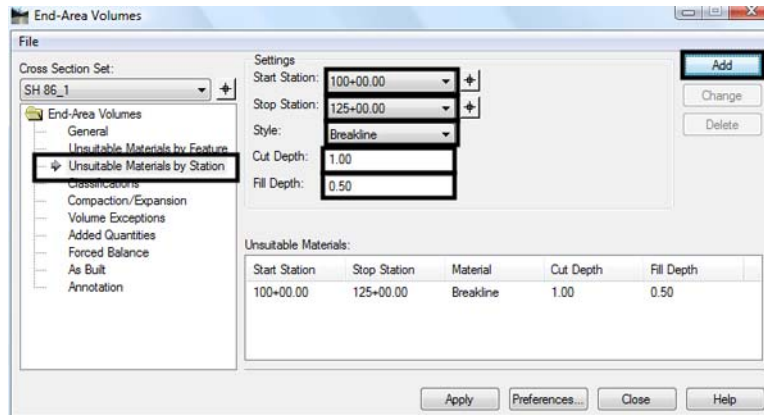 End-Area Volumes
File
Cross Section Set:
SH 86_1
End-Area Volumes
General
Unsuitable Materials by Feature
Unsuitable Materials by Station
Classifications
Compaction/Expansion
Volume Exceptions
Added Quantities
Forced Balance
As Built
Annotation
Settings
Start Station: 100+00.00
Stop Station: 125+00.00
Style: Breakline
Cut Depth: 1.00
Fill Depth: 0.50
Add
Change
Delete
Unsuitable Materials:
Start Station Stop Station Material Cut Depth Fill Depth
100+00.00 125+00.00 Breakline 1.00 0.50
Apply Preferences... Close Help